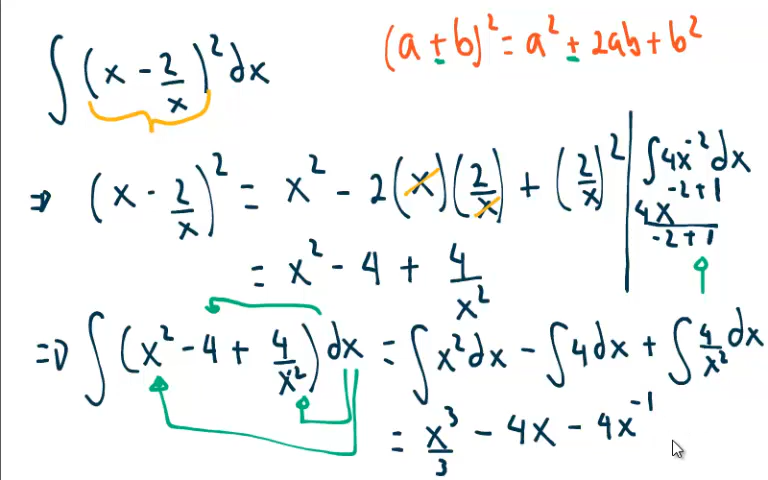 ∫ (x - 2/x)² dx
(a ± b)² = a² ± 2ab + b²
⇒ (x - 2/x)² = x² - 2(x)(2/x) + (2/x)²
= x² - 4 + 4/x²
∫4x⁻² dx
4x⁻²⁺¹/-2+1
⇒ ∫ (x² - 4 + 4/x²) dx = ∫x² dx - ∫4 dx + ∫ 4/x² dx
= x³/3 - 4x - 4x⁻¹